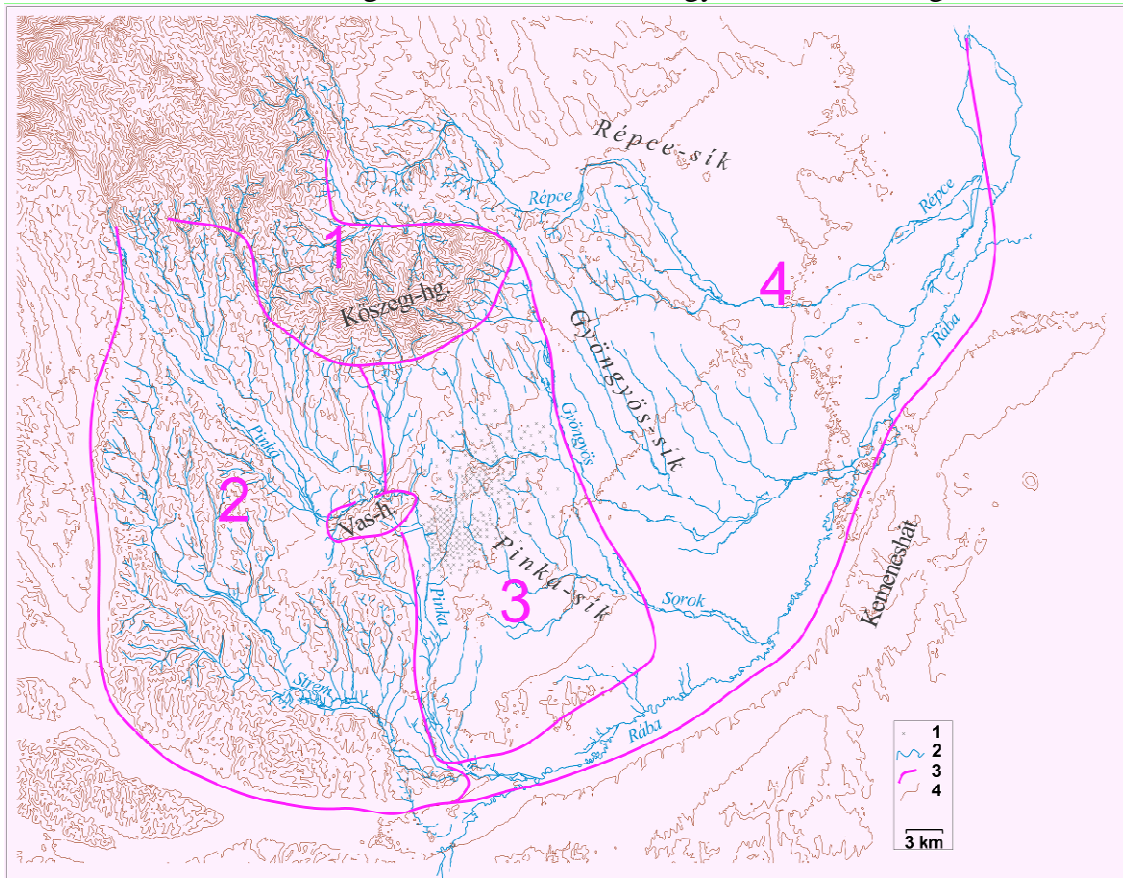 Répce-sík
Répce
Répce
1
4
Kőszegi-hg.
Rába
Gyöngyös-sík
Gyöngyös
Pinka
2
Vas-h.
Pinka-sík
Kemeneshát
3
Pinka
Sorok
Strem
Rába
1
2
3
4
3 km